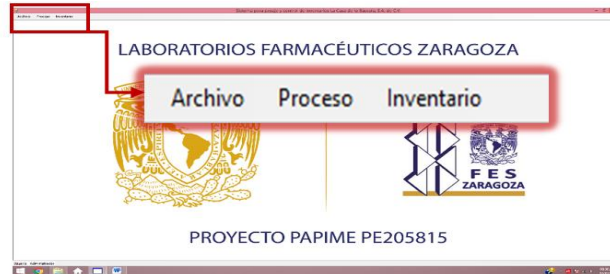 LABORATORIOS FARMACÉUTICOS ZARAGOZA
Archivo Proceso Inventario
FES
ZARAGOZA
PROYECTO PAPIME PE205815